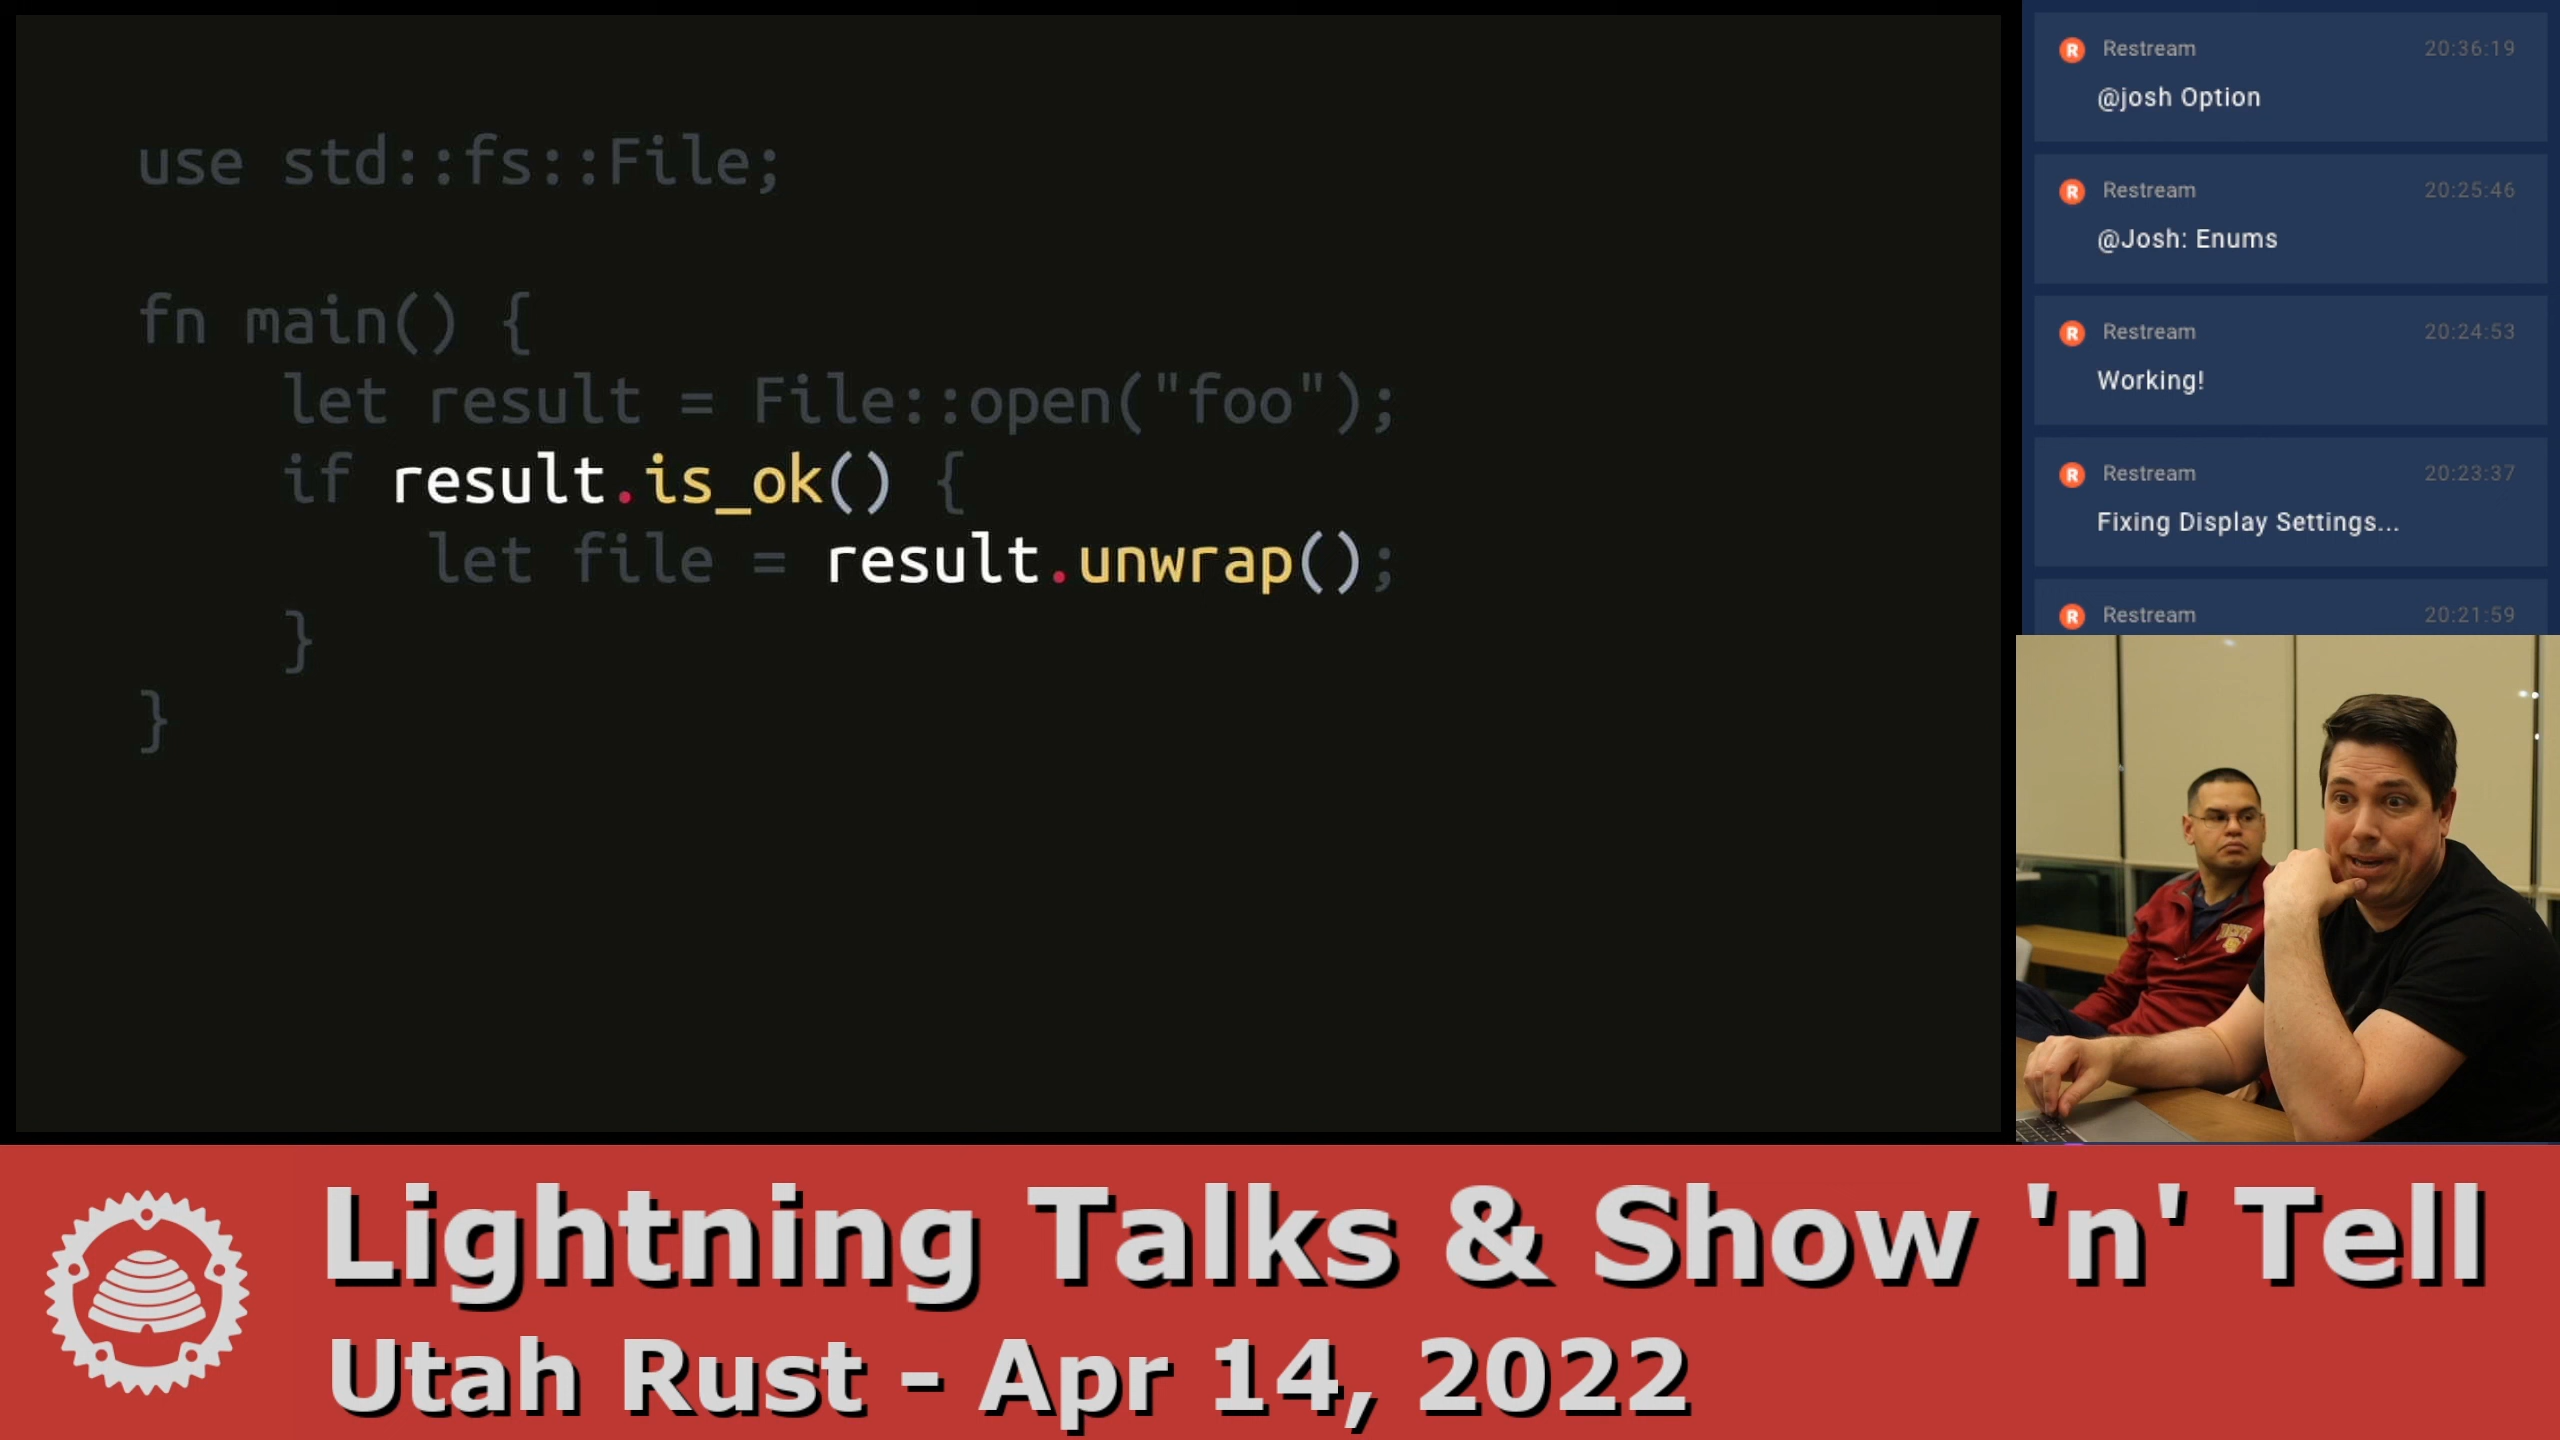 use std::fs::File;
fn main() {
let result = File::open("foo");
if result.is_ok() {
let file = result.unwrap();
}
}
Restream 20:36:19
@josh Option
Restream 20:25:46
@Josh: Enums
Restream 20:24:53
Working!
Restream 20:23:37
Fixing Display Settings...
Restream 20:21:59
Lightning Talks & Show 'n' Tell
Utah Rust - Apr 14, 2022